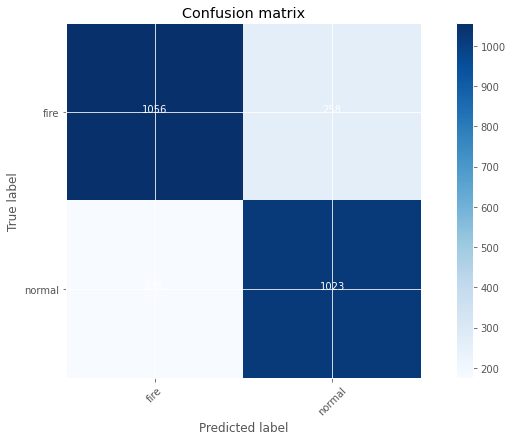 Confusion matrix
True label
fire
normal
1056
258
1023
fire
normal
Predicted label
1000
900
800
700
600
500
400
300
200